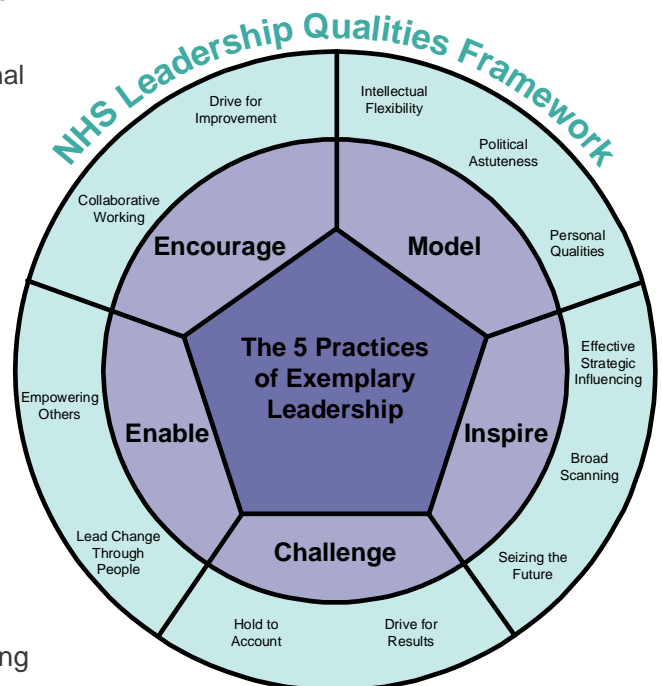 nal
NHS Leadership Qualities Framework
Intellectual
Flexibility
Political
Astuteness
Personal
Qualities
Effective
Strategic
Influencing
Broad
Scanning
Seizing the
Future
Drive for
Results
Hold to
Account
Lead Change
Through
People
Empowering
Others
Collaborative
Working
Drive for
Improvement
Encourage
Model
Inspire
Challenge
Enable
The 5 Practices
of Exemplary
Leadership
ng